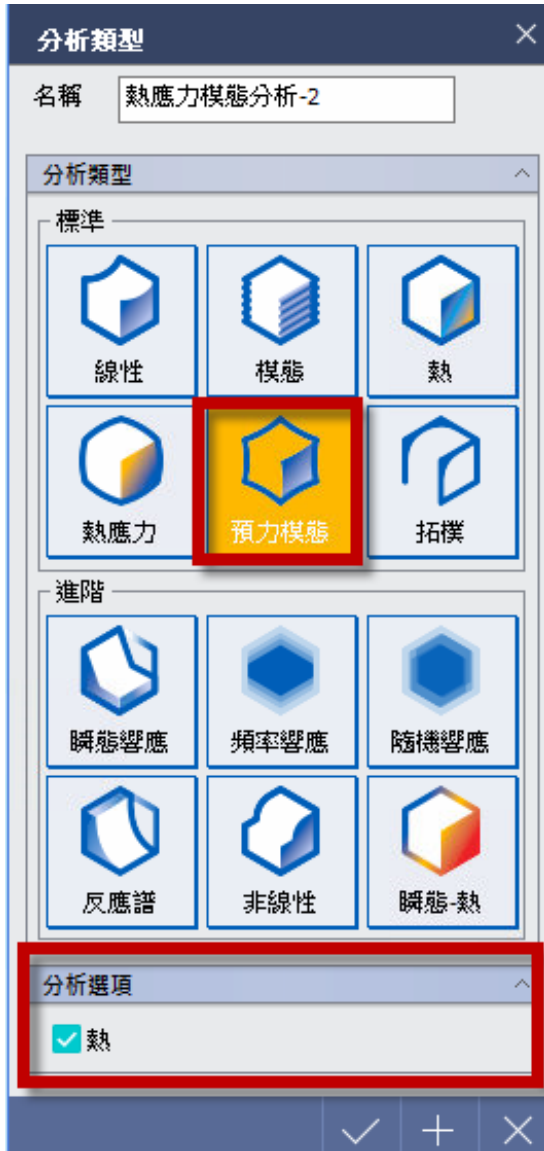 分析類型
名稱 熱應力模態分析-2
分析類型
標準
線性 模態 熱
熱應力 預力模態 拓樸
進階
瞬態響應 頻率響應 隨機響應
反應譜 非線性 瞬態-熱
分析選項
熱